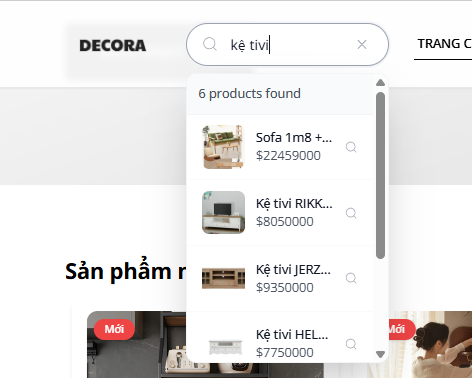 DECORA
kệ tivi
TRANG C
6 products found
Sofa 1m8 +...
$22459000
Kệ tivi RIKK...
$8050000
Kệ tivi JERZ...
$9350000
Kệ tivi HEL...
$7750000
Sản phẩm
Mới
Mới